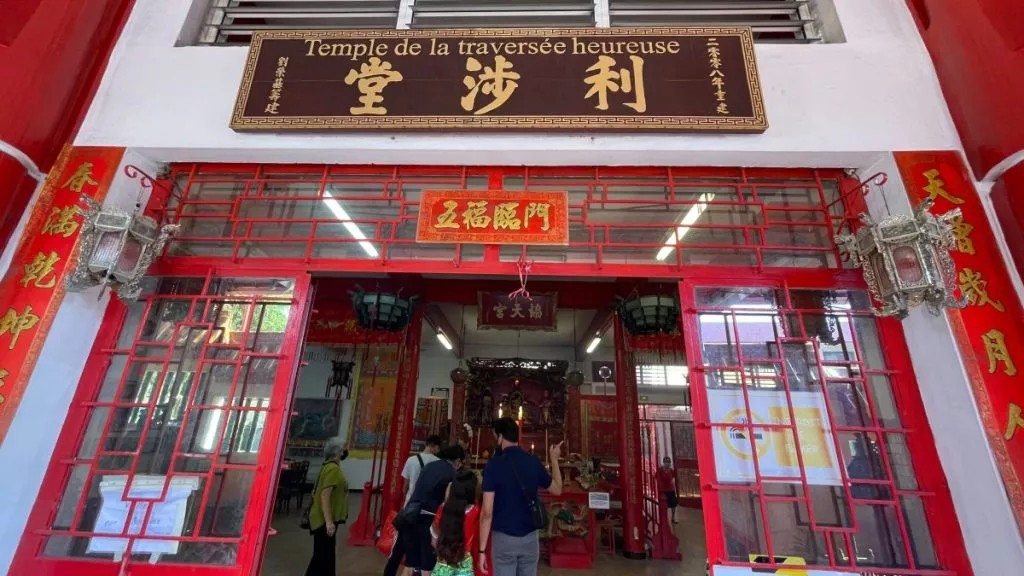 Temple de la traversée heureuse
二零零八年重建
利涉堂
五福臨門
天增歲月人
春滿乾坤
協天宮